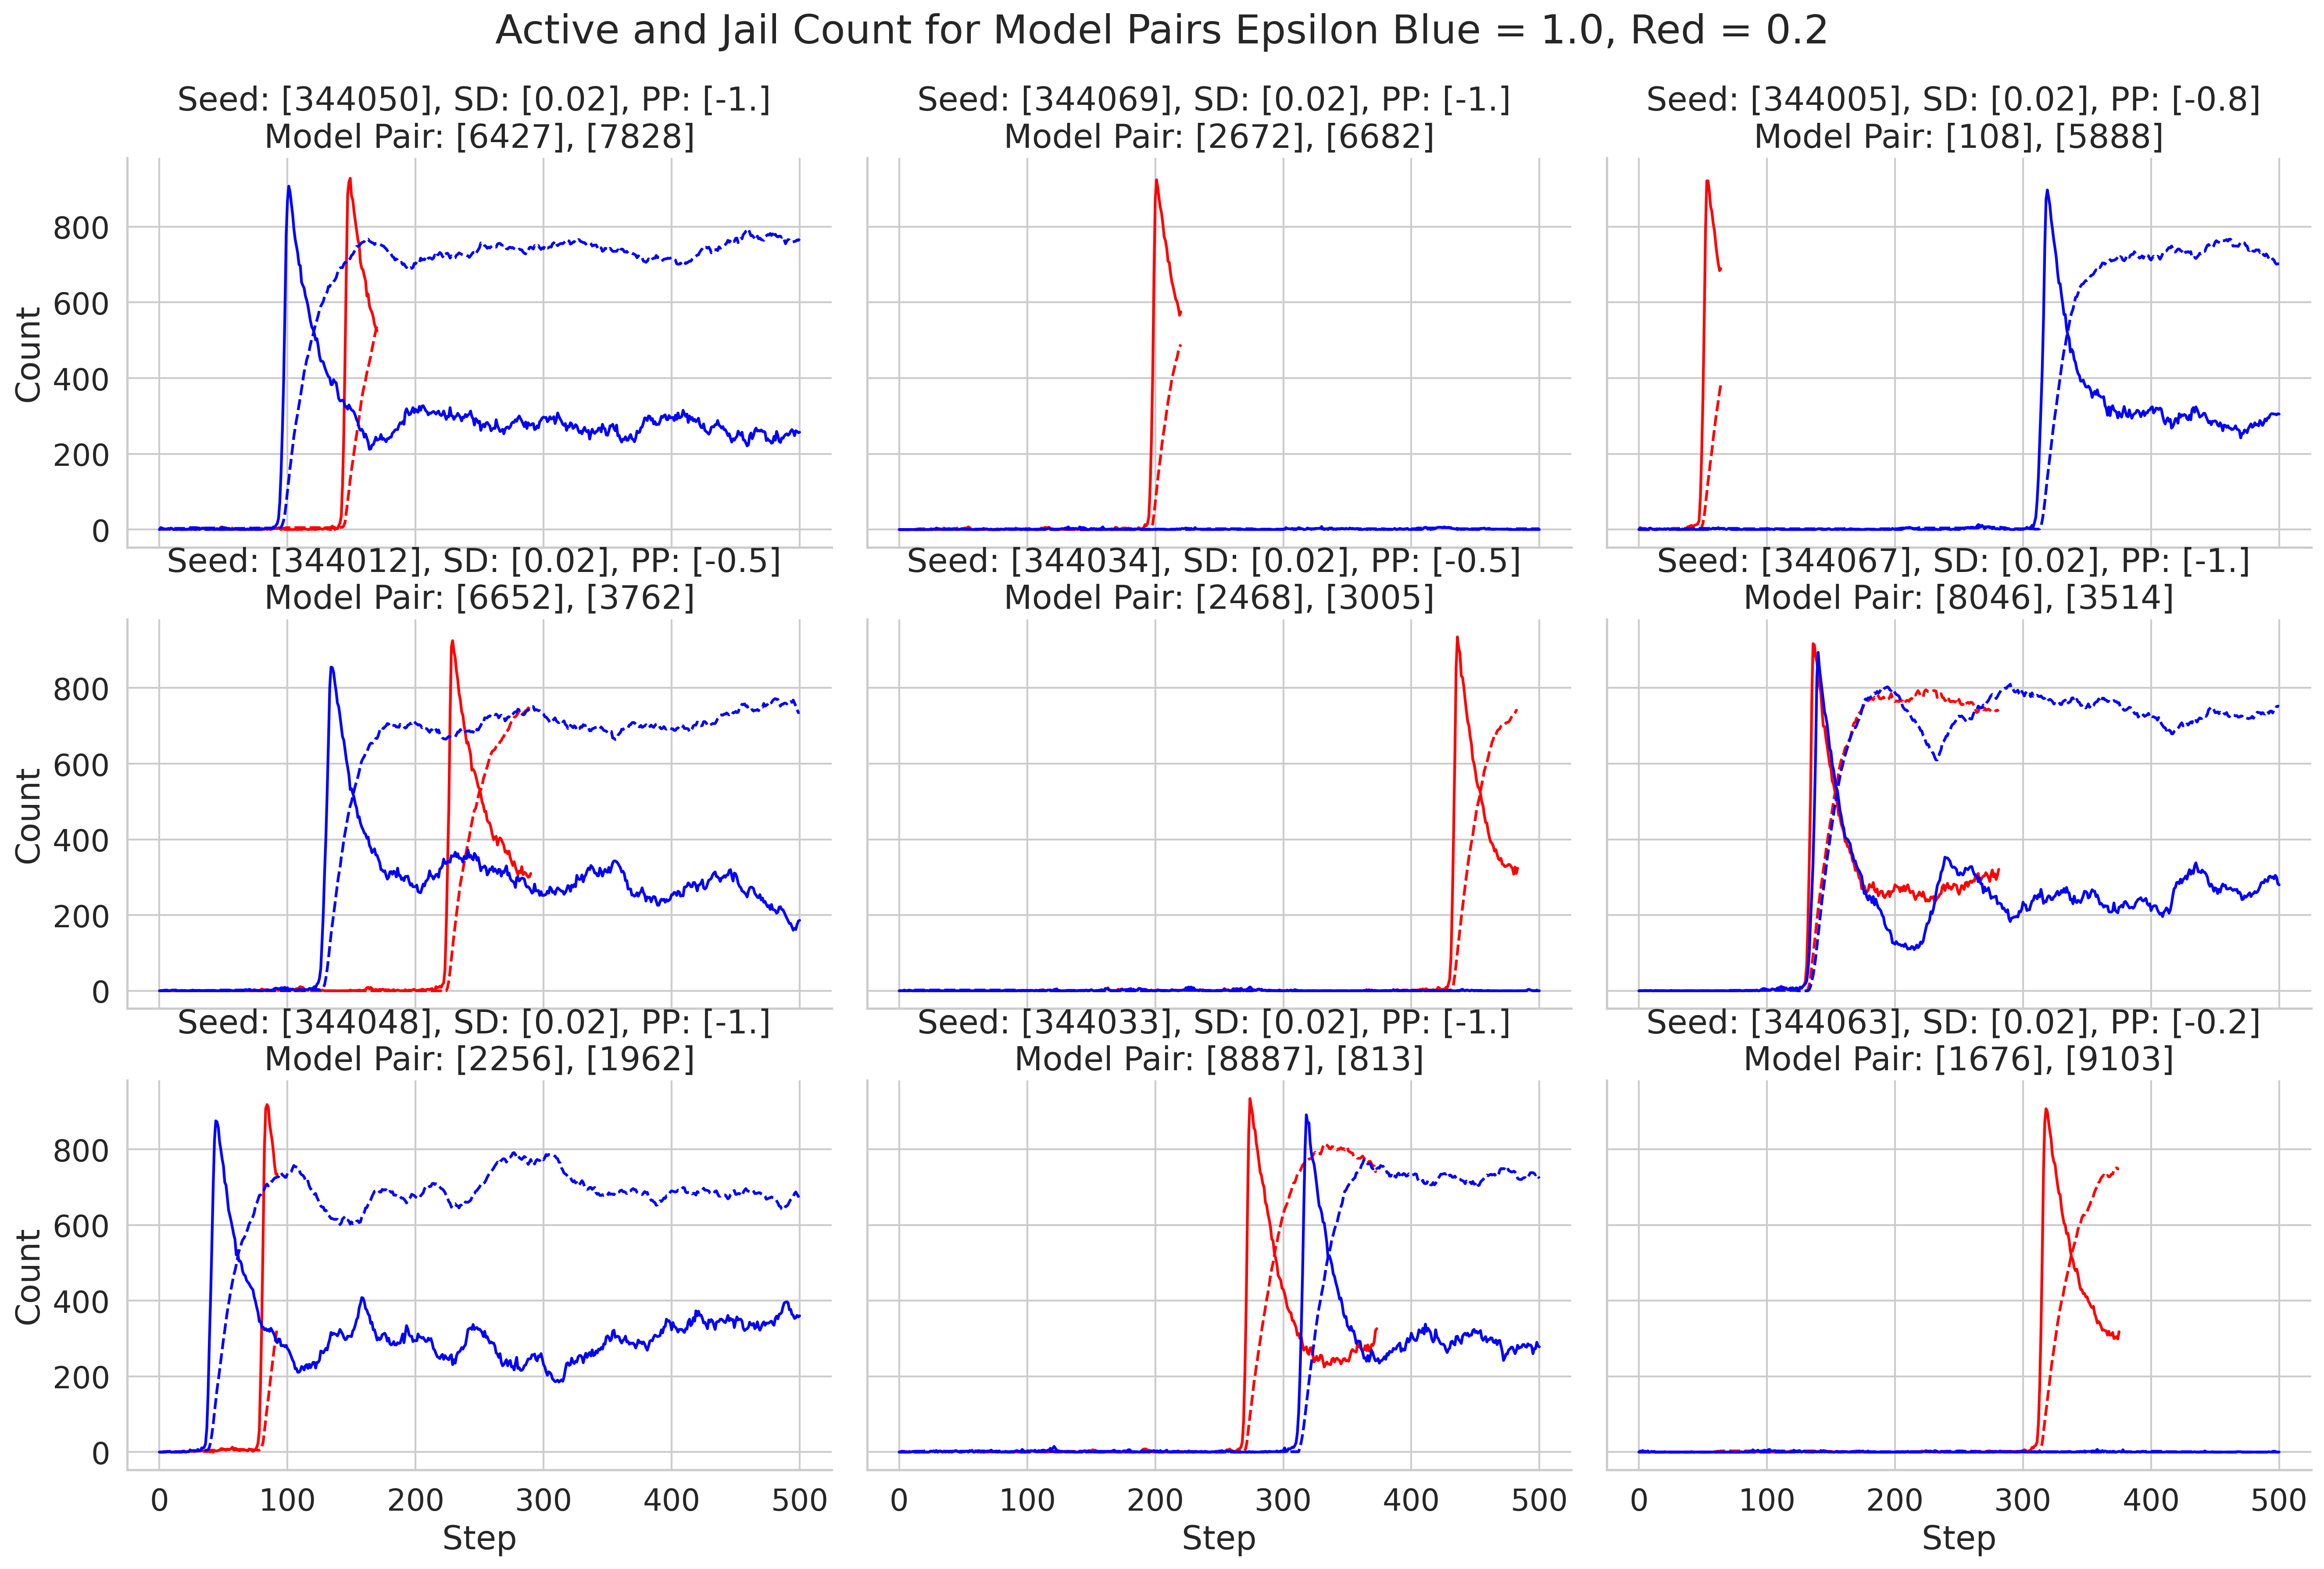 Active and Jail Count for Model Pairs Epsilon Blue = 1.0, Red = 0.2
Seed: [344050], SD: [0.02], PP: [-1.]
Model Pair: [6427], [7828]
Seed: [344069], SD: [0.02], PP: [-1.]
Model Pair: [2672], [6682]
Seed: [344005], SD: [0.02], PP: [-0.8]
Model Pair: [108], [5888]
800
600
400
200
0
Count
Seed: [344012], SD: [0.02], PP: [-0.5]
Model Pair: [6652], [3762]
Seed: [344034], SD: [0.02], PP: [-0.5]
Model Pair: [2468], [3005]
Seed: [344067], SD: [0.02], PP: [-1.]
Model Pair: [8046], [3514]
800
600
400
200
0
Count
Seed: [344048], SD: [0.02], PP: [-1.]
Model Pair: [2256], [1962]
Seed: [344033], SD: [0.02], PP: [-1.]
Model Pair: [8887], [813]
Seed: [344063], SD: [0.02], PP: [-0.2]
Model Pair: [1676], [9103]
800
600
400
200
0
Count
0 100 200 300 400 500
Step
0 100 200 300 400 500
Step
0 100 200 300 400 500
Step